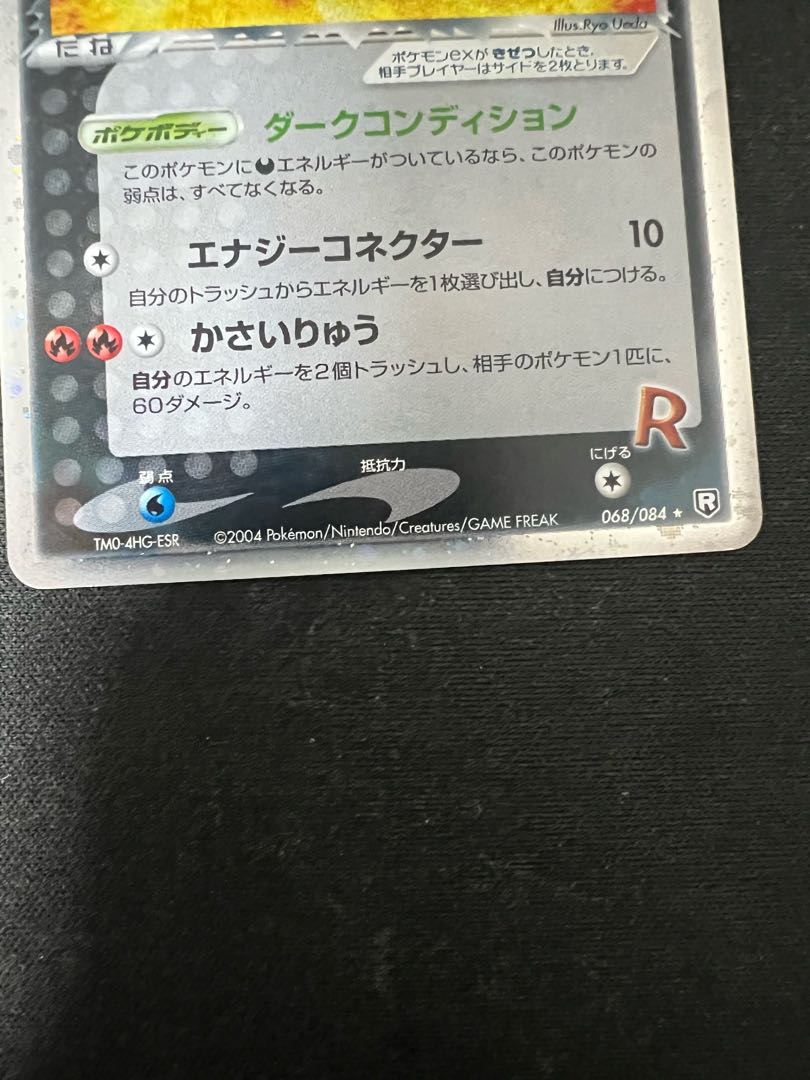 Illus.Ryo Ueda
たね
ポケモンexが きぜつしたとき、
相手プレイヤーはサイドを2枚とります。
ポケボディー ダークコンディション
このポケモンにエネルギーがついているなら、このポケモンの
弱点は、すべてなくなる。
エナジーコネクター 10
自分のトラッシュからエネルギーを1枚選び出し、自分につける。
かさいりゅう
自分のエネルギーを2個トラッシュし、相手のポケモン1匹に、
60ダメージ。
R
弱点 抵抗力 にげる
TM0-4HG-ESR ©2004 Pokémon/Nintendo/Creatures/GAME FREAK 068/084 ★ R